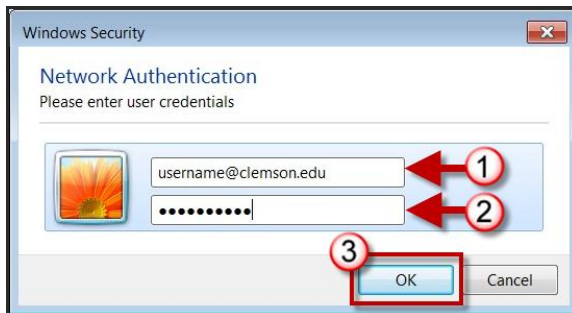 Windows Security
Network Authentication
Please enter user credentials
username@clemson.edu
1
••••••••••
2
3
OK
Cancel